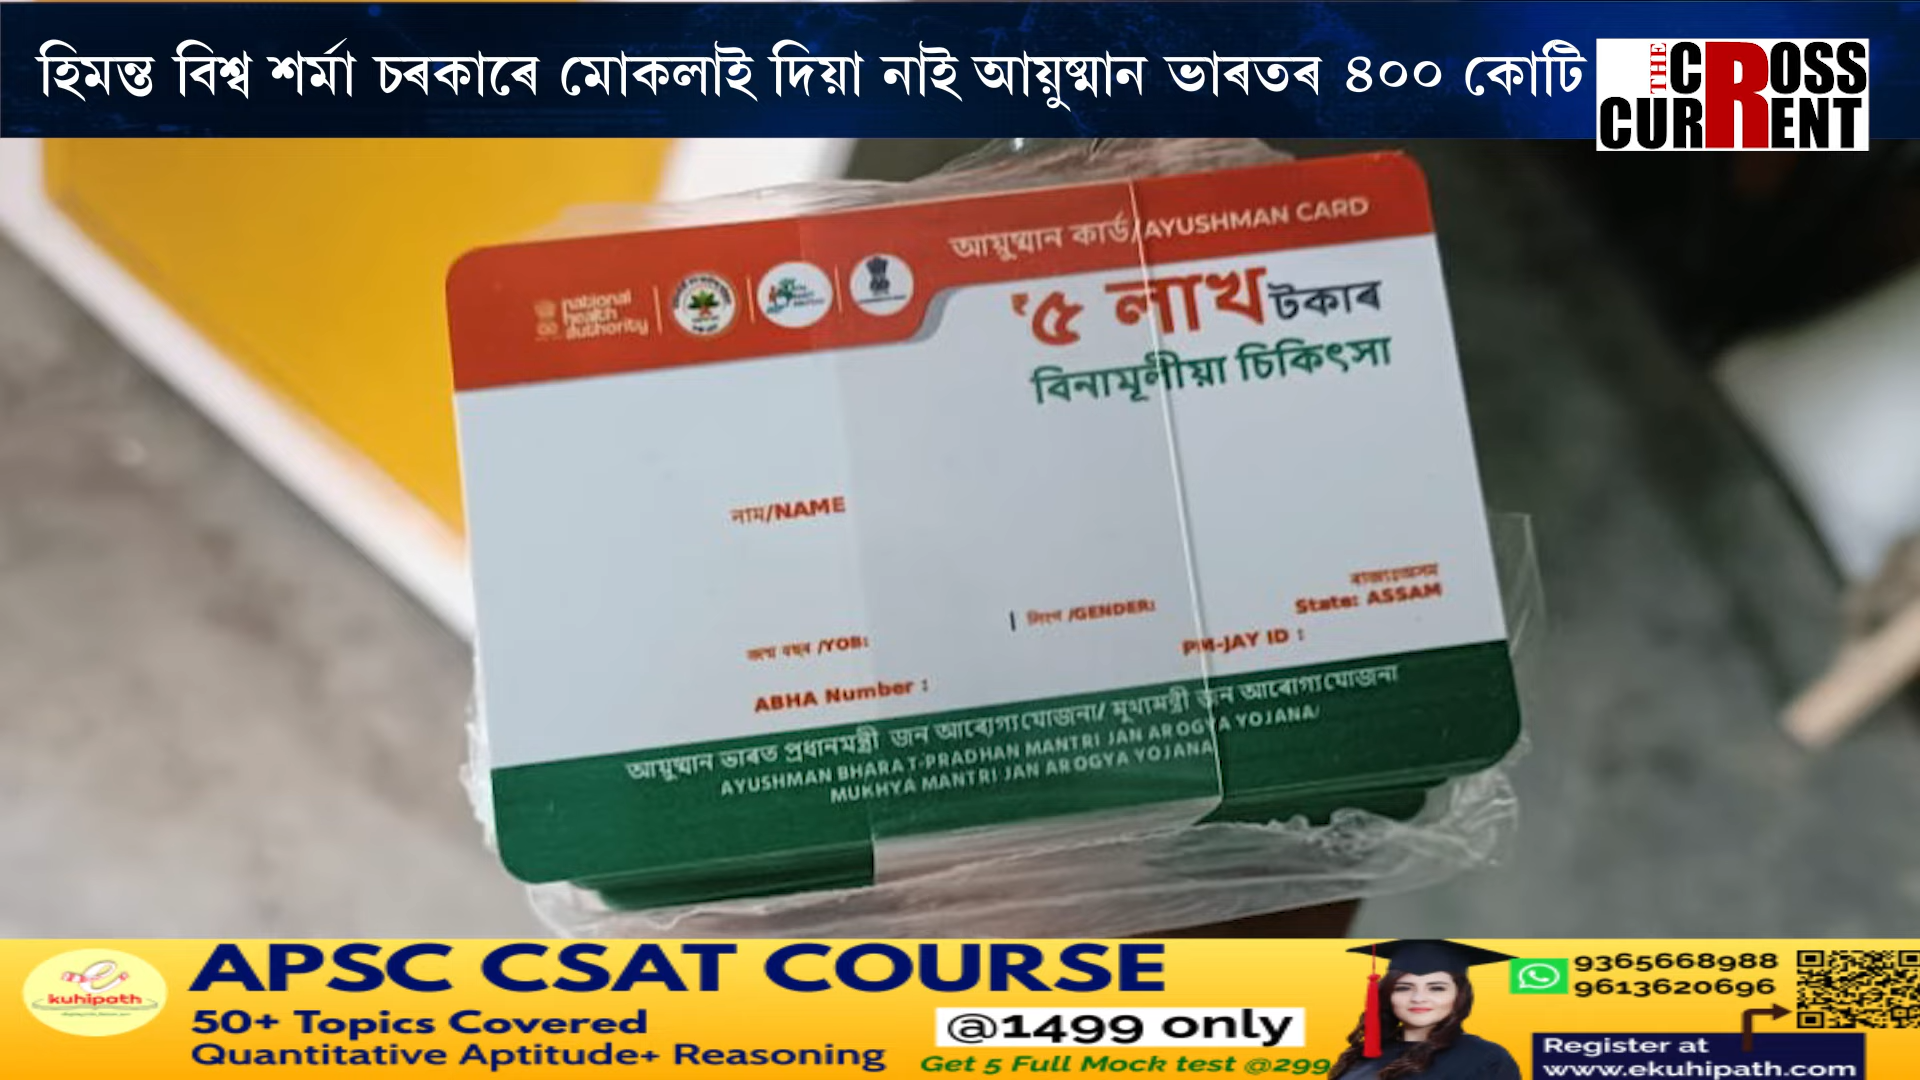 হিমন্ত বিশ্ব শৰ্মা চৰকাৰে মোকলাই দিয়া নাই আয়ুষ্মান ভাৰতৰ ৪০০ কোটি
THE CROSS
CURRENT
আয়ুষ্মান কাৰ্ড/AYUSHMAN CARD
national
health
authority
₹৫ লাখ টকাৰ
বিনামূলীয়া চিকিৎসা
নাম/NAME
ৰাজ্য:অসম
State: ASSAM
লিংগ /GENDER:
জন্ম বছৰ /YOB:
PM-JAY ID :
ABHA Number :
আয়ুষ্মান ভাৰত প্ৰধানমন্ত্ৰী জন আৰোগ্য যোজনা/ মুখ্যমন্ত্ৰী জন আৰোগ্য যোজনা
AYUSHMAN BHARAT-PRADHAN MANTRI JAN AROGYA YOJANA/
MUKHYA MANTRI JAN AROGYA YOJANA
kuhipath
APSC CSAT COURSE
50+ Topics Covered
Quantitative Aptitude+ Reasoning
@1499 only
Get 5 Full Mock test @299
9365668988
9613620696
Register at
www.ekuhipath.com